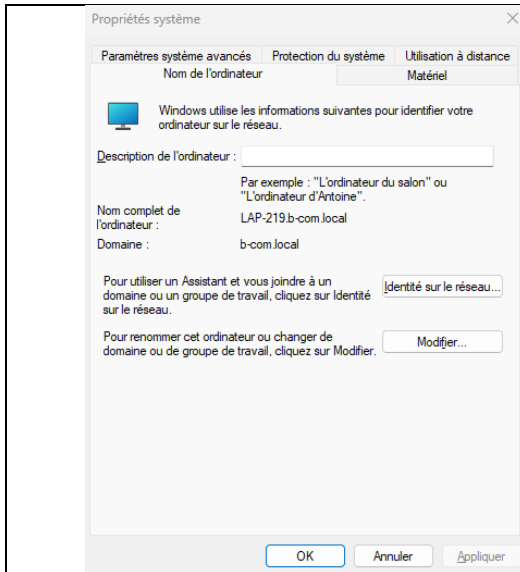 Propriétés système
Paramètres système avancés Protection du système Utilisation à distance
Nom de l'ordinateur Matériel
Windows utilise les informations suivantes pour identifier votre
ordinateur sur le réseau.
Description de l'ordinateur :
Par exemple : "L'ordinateur du salon" ou
"L'ordinateur d'Antoine".
Nom complet de
l'ordinateur :
LAP-219.b-com.local
Domaine : b-com.local
Pour utiliser un Assistant et vous joindre à un
domaine ou un groupe de travail, cliquez sur Identité
sur le réseau.
Identité sur le réseau...
Pour renommer cet ordinateur ou changer de
domaine ou de groupe de travail, cliquez sur Modifier.
Modifier...
OK Annuler Appliquer